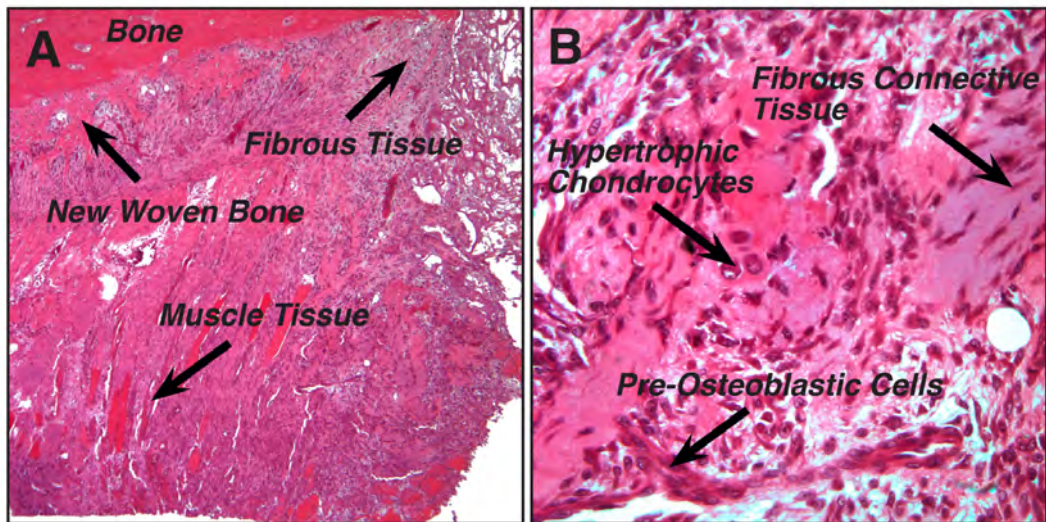 A
Bone
Fibrous Tissue
New Woven Bone
Muscle Tissue
B
Fibrous Connective
Tissue
Hypertrophic
Chondrocytes
Pre-Osteoblastic Cells